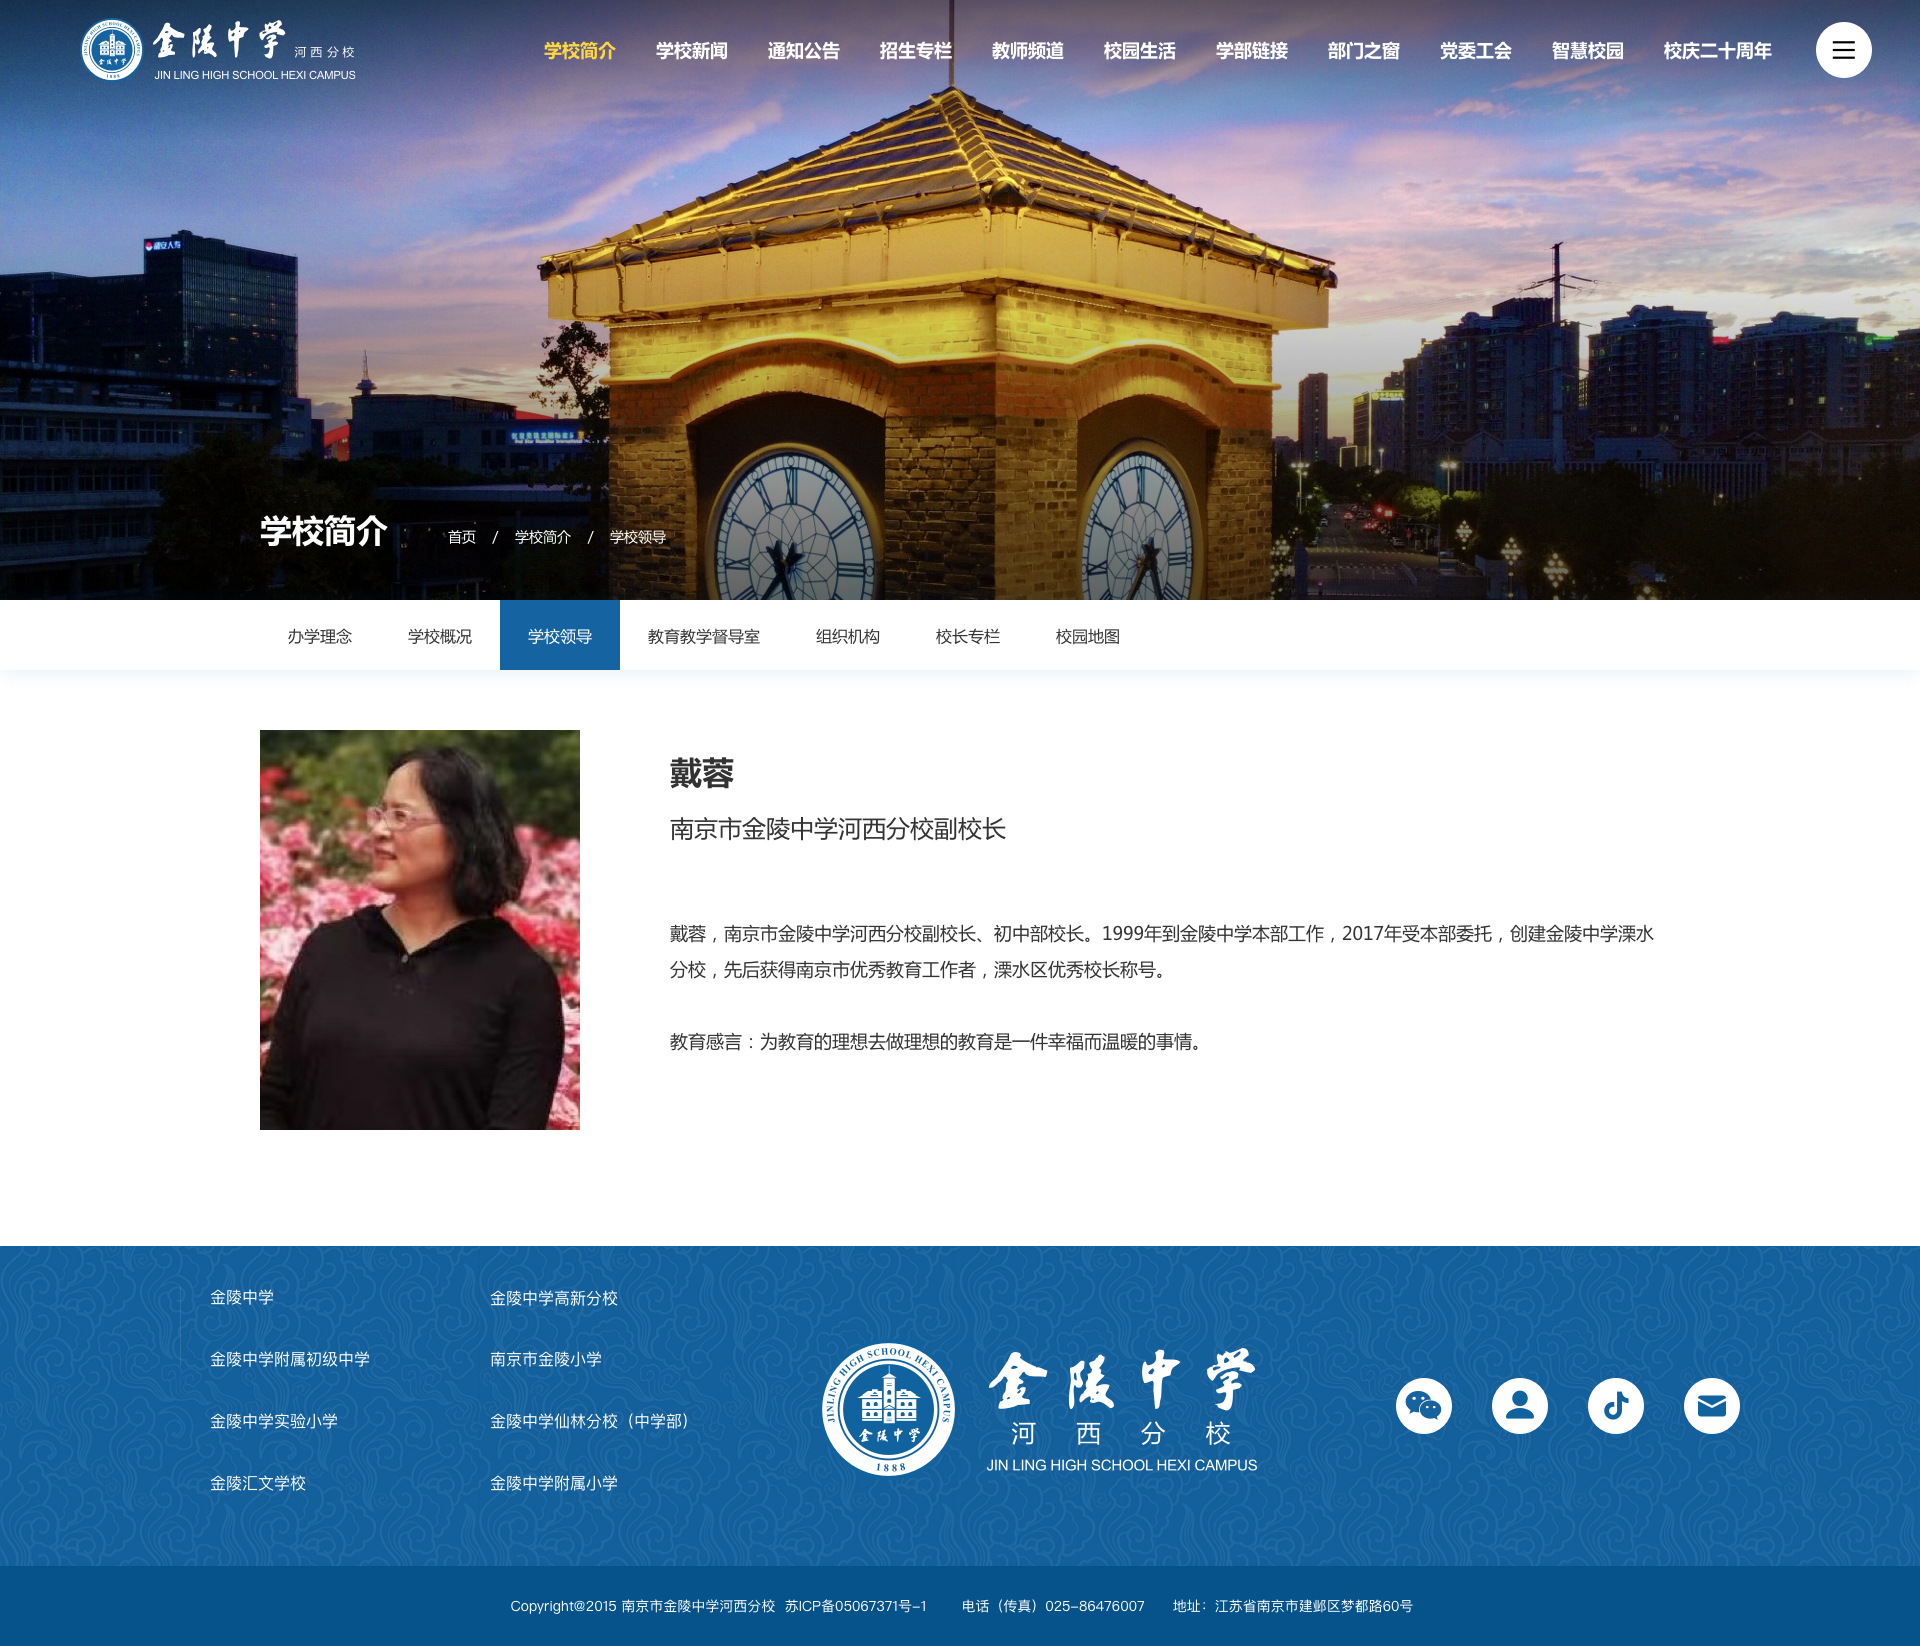 金陵中学 河西分校
JIN LING HIGH SCHOOL HEXI CAMPUS
学校简介 学校新闻 通知公告 招生专栏 教师频道 校园生活 学部链接 部门之窗 党委工会 智慧校园 校庆二十周年
学校简介 首页 / 学校简介 / 学校领导
办学理念 学校概况 学校领导 教育教学督导室 组织机构 校长专栏 校园地图
戴蓉
南京市金陵中学河西分校副校长
戴蓉，南京市金陵中学河西分校副校长、初中部校长。1999年到金陵中学本部工作，2017年受本部委托，创建金陵中学溧水
分校，先后获得南京市优秀教育工作者，溧水区优秀校长称号。
教育感言：为教育的理想去做理想的教育是一件幸福而温暖的事情。
金陵中学 金陵中学高新分校
金陵中学附属初级中学 南京市金陵小学
金陵中学实验小学 金陵中学仙林分校（中学部）
金陵汇文学校 金陵中学附属小学
JINLING HIGH SCHOOL HEXI CAMPUS
金陵中学
1888
金陵中学
河西分校
JIN LING HIGH SCHOOL HEXI CAMPUS
Copyright@2015 南京市金陵中学河西分校 苏ICP备05067371号-1 电话（传真）025-86476007 地址：江苏省南京市建邺区梦都路60号